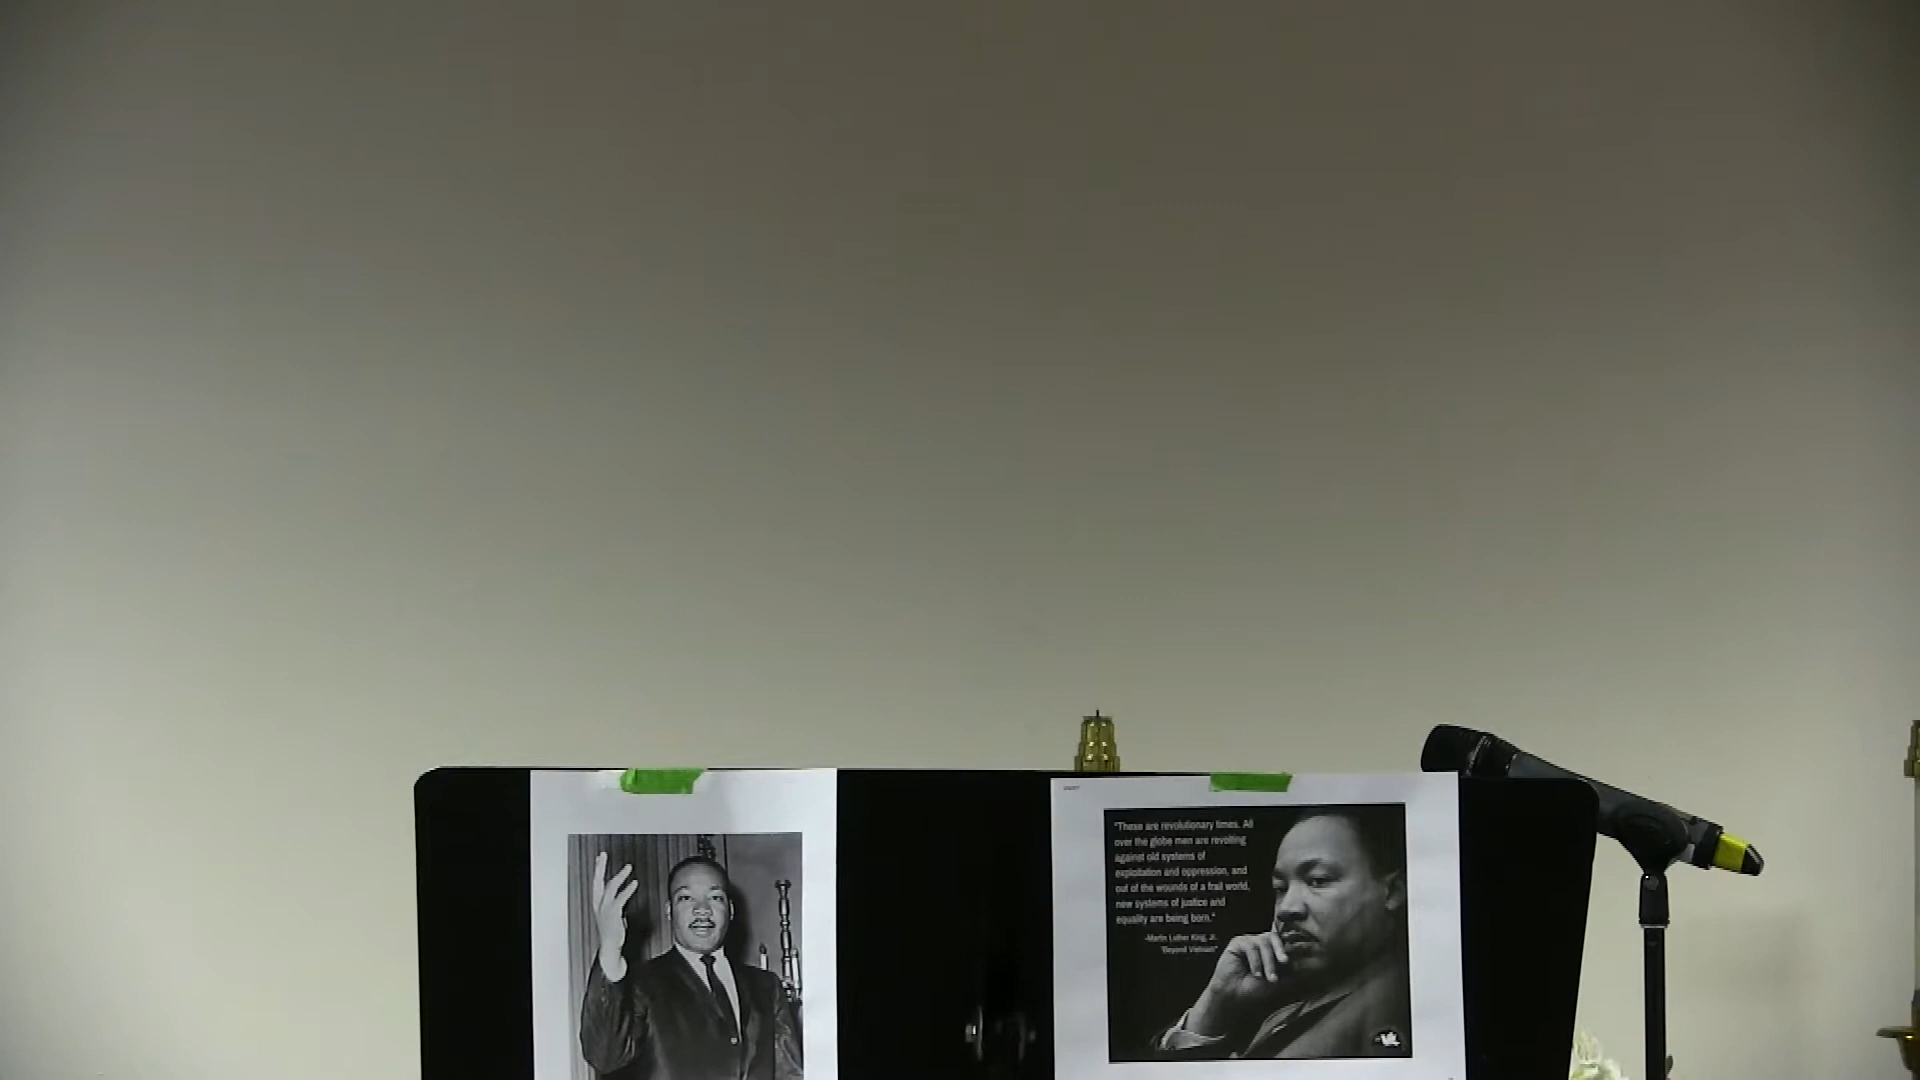 "These are revolutionary times. All
over the globe men are revolting
against old systems of
exploitation and oppression, and
out of the wounds of a frail world,
new systems of justice and
equality are being born."
-Martin Luther King, Jr.
"Beyond Vietnam"